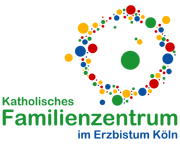 Katholisches
Familienzentrum
im Erzbistum Köln